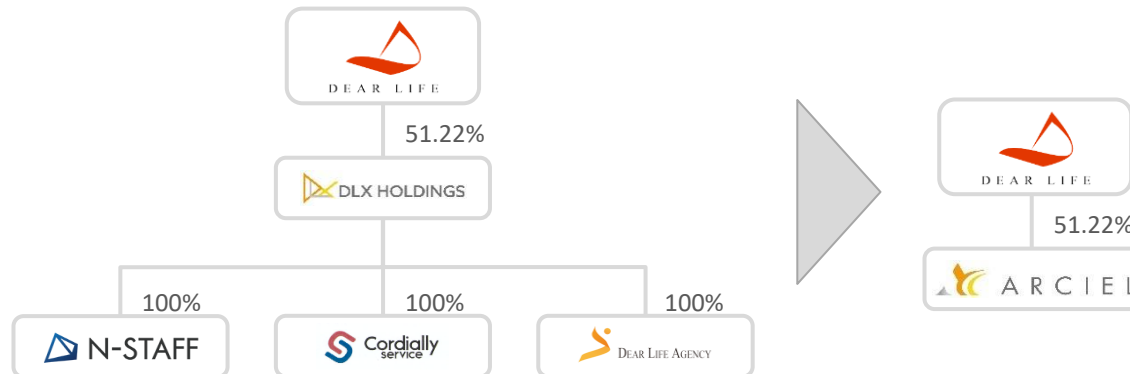 DEAR LIFE
51.22%
DLX HOLDINGS
100%
100%
100%
N-STAFF
Cordially
service
DEAR LIFE AGENCY
DEAR LIFE
51.22%
ARCIEL